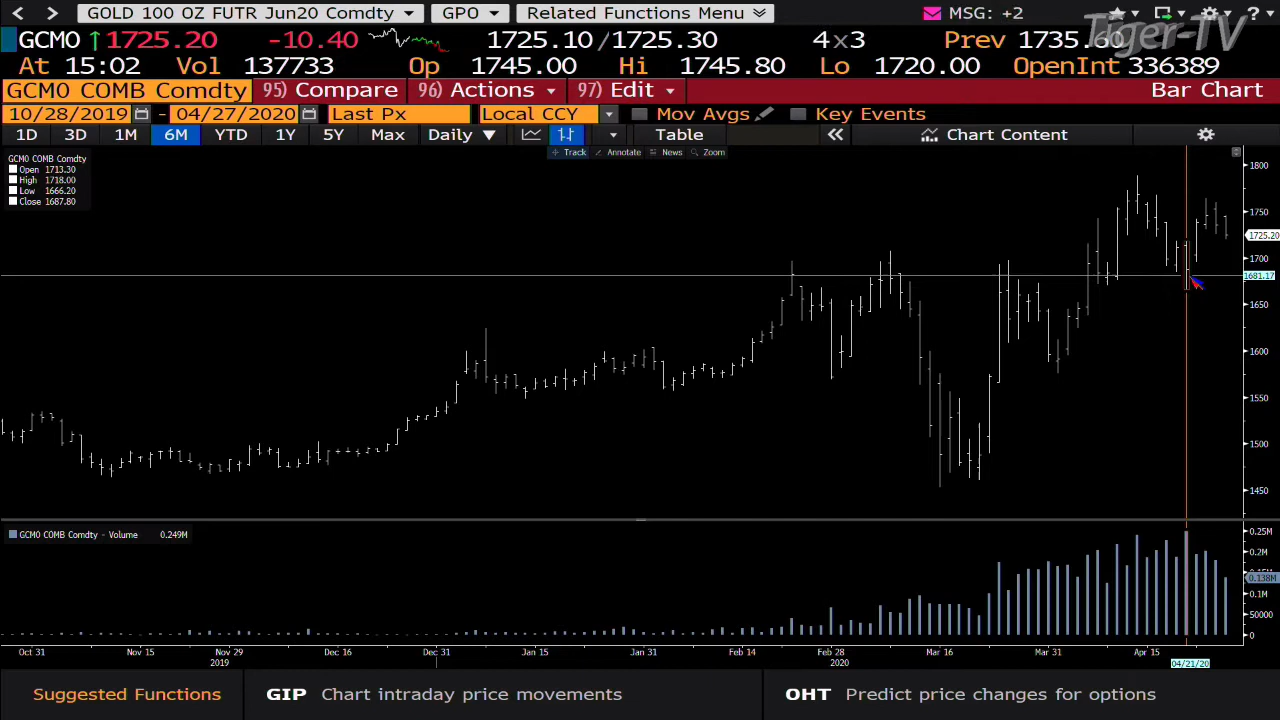 GOLD 100 OZ FUTR Jun20 Comdty GPO Related Functions Menu MSG: +2 ?
Tiger-TV
GCM0 ↑1725.20 -10.40 1725.10/1725.30 4×3 Prev 1735.60
At 15:02 Vol 137733 Op 1745.00 Hi 1745.80 Lo 1720.00 OpenInt 336389
GCM0 COMB Comdty 95) Compare 96) Actions 97) Edit Bar Chart
10/28/2019 - 04/27/2020 Last Px Local CCY Mov Avgs Key Events
1D 3D 1M 6M YTD 1Y 5Y Max Daily ▼ Table « Chart Content
Track Annotate News Zoom
GCM0 COMB Comdty
Open 1713.30
High 1718.00
Low 1666.20
Close 1687.80
1800
1750
1725.20
1700
1681.17
1650
1600
1550
1500
1450
GCM0 COMB Comdty - Volume 0.249M
0.25M
0.2M
0.138M
0.1M
50000
0
Oct 31 Nov 15 Nov 29 Dec 16 Dec 31 Jan 15 Jan 31 Feb 14 Feb 28 Mar 16 Mar 31 Apr 15
2019 2020 04/21/20
Suggested Functions GIP Chart intraday price movements OHT Predict price changes for options